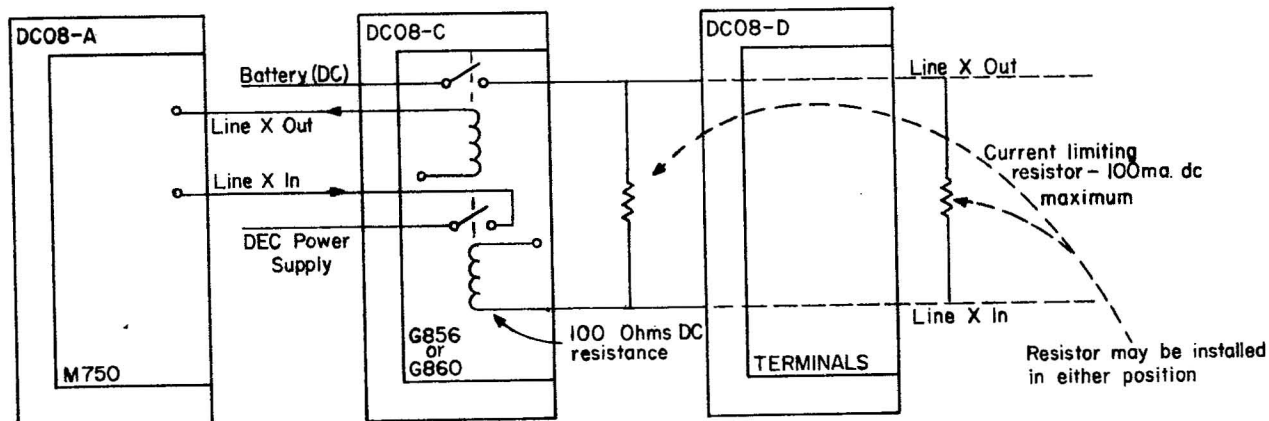 DC08-A
DC08-C
DC08-D
Battery (DC)
Line X Out
Line X Out
Line X In
DEC Power
Supply
Current limiting
resistor - 100ma. dc
maximum
Line X In
100 Ohms DC
resistance
G856
or
G860
M750
TERMINALS
Resistor may be installed
in either position